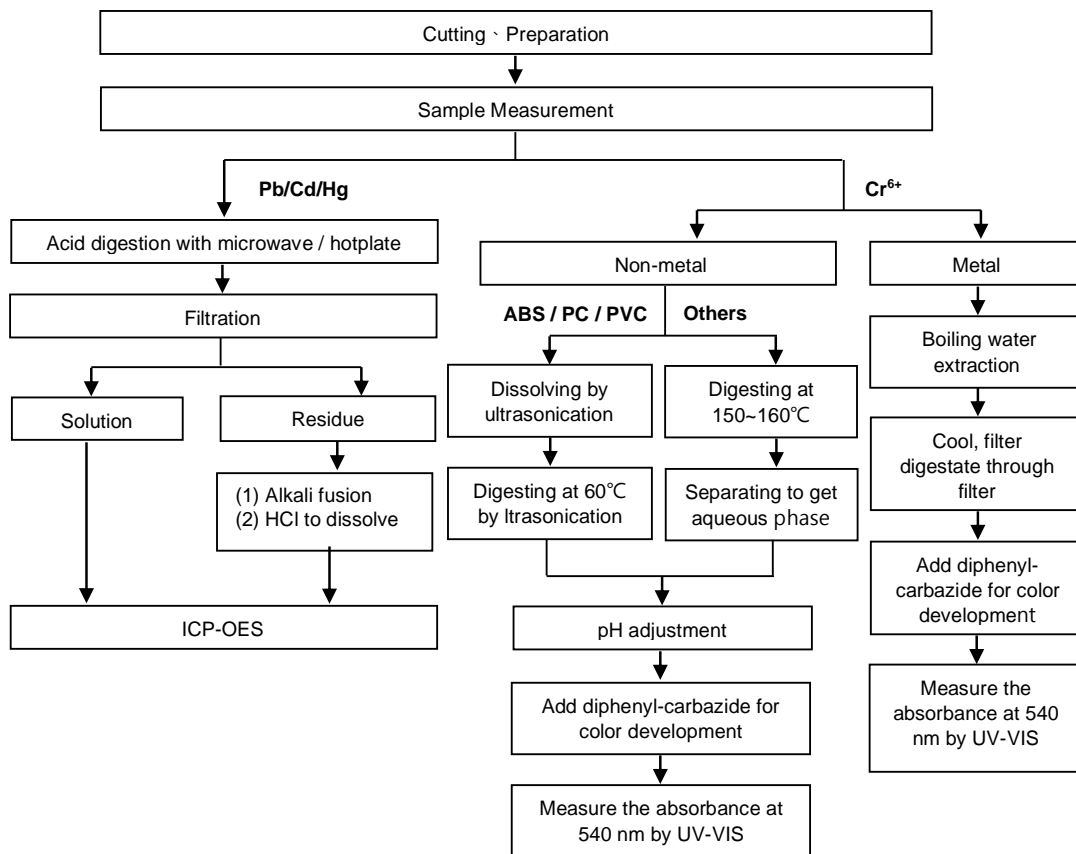 Cutting、Preparation
Sample Measurement
Pb/Cd/Hg
Cr⁶⁺
Acid digestion with microwave / hotplate
Non-metal
Metal
Filtration
ABS / PC / PVC
Others
Boiling water
extraction
Solution
Residue
Dissolving by
ultrasonication
Digesting at
150~160℃
Cool, filter
digestate through
filter
(1) Alkali fusion
(2) HCl to dissolve
Digesting at 60℃
by ltrasonication
Separating to get
aqueous phase
Add diphenyl-
carbazide for color
development
ICP-OES
pH adjustment
Measure the
absorbance at 540
nm by UV-VIS
Add diphenyl-carbazide for
color development
Measure the absorbance at
540 nm by UV-VIS